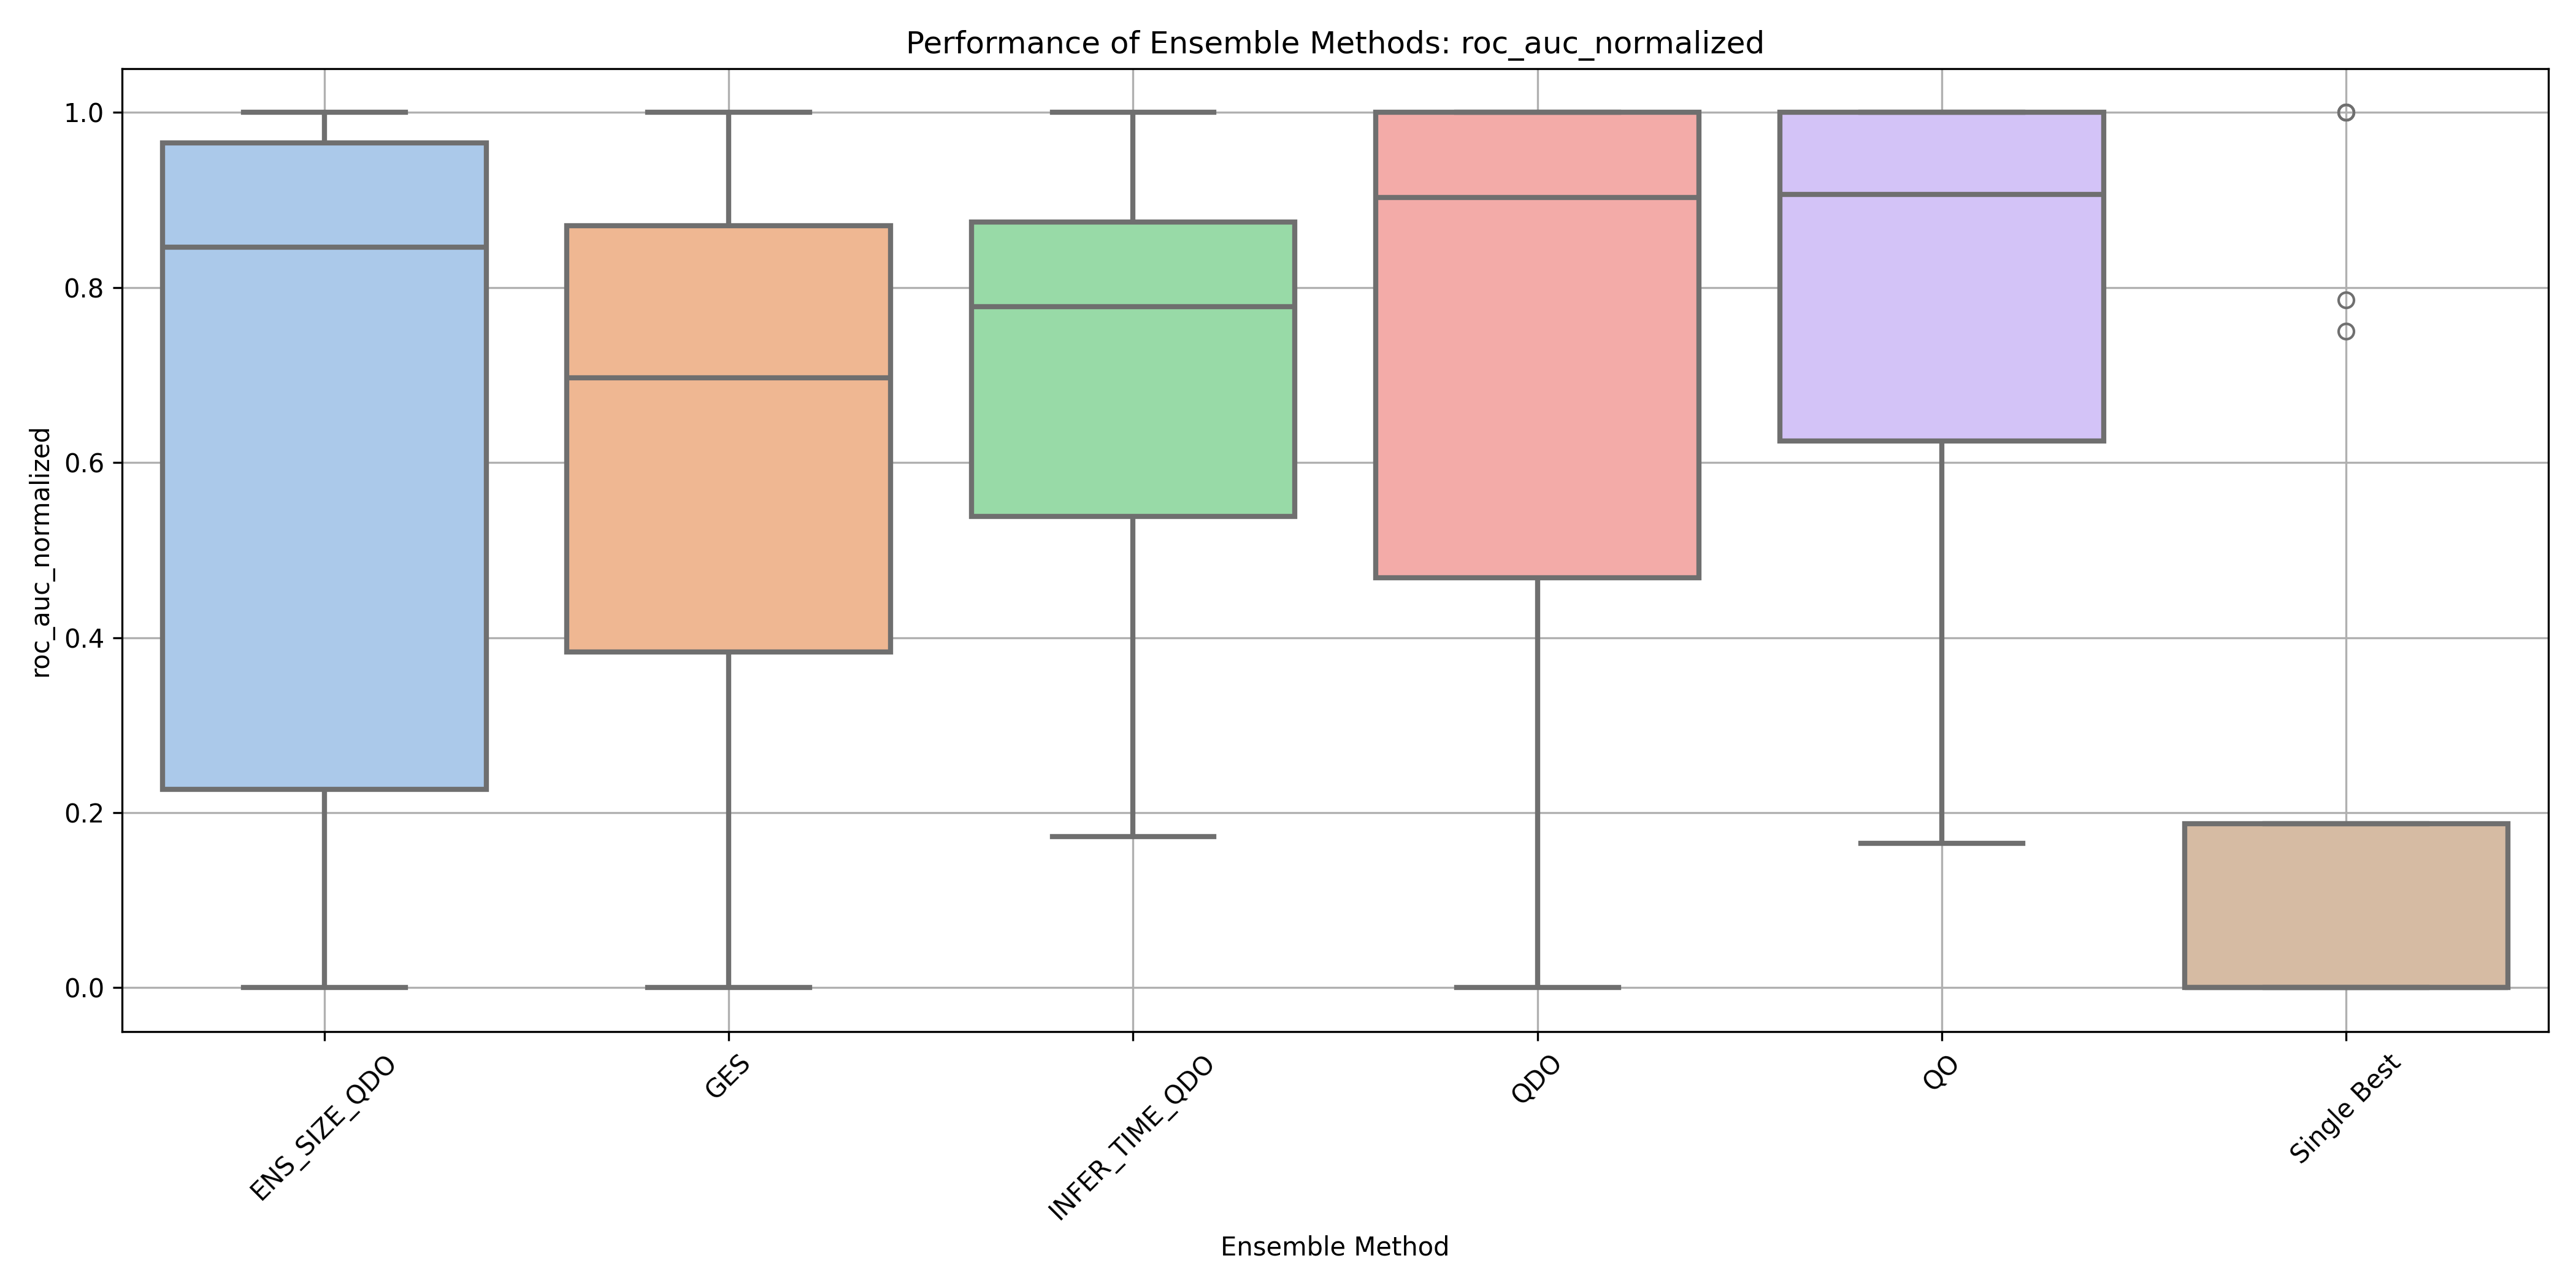 Performance of Ensemble Methods: roc_auc_normalized
roc_auc_normalized
1.0
0.8
0.6
0.4
0.2
0.0
ENS_SIZE_QDO
GES
INFER_TIME_QDO
QDO
QO
Single Best
Ensemble Method